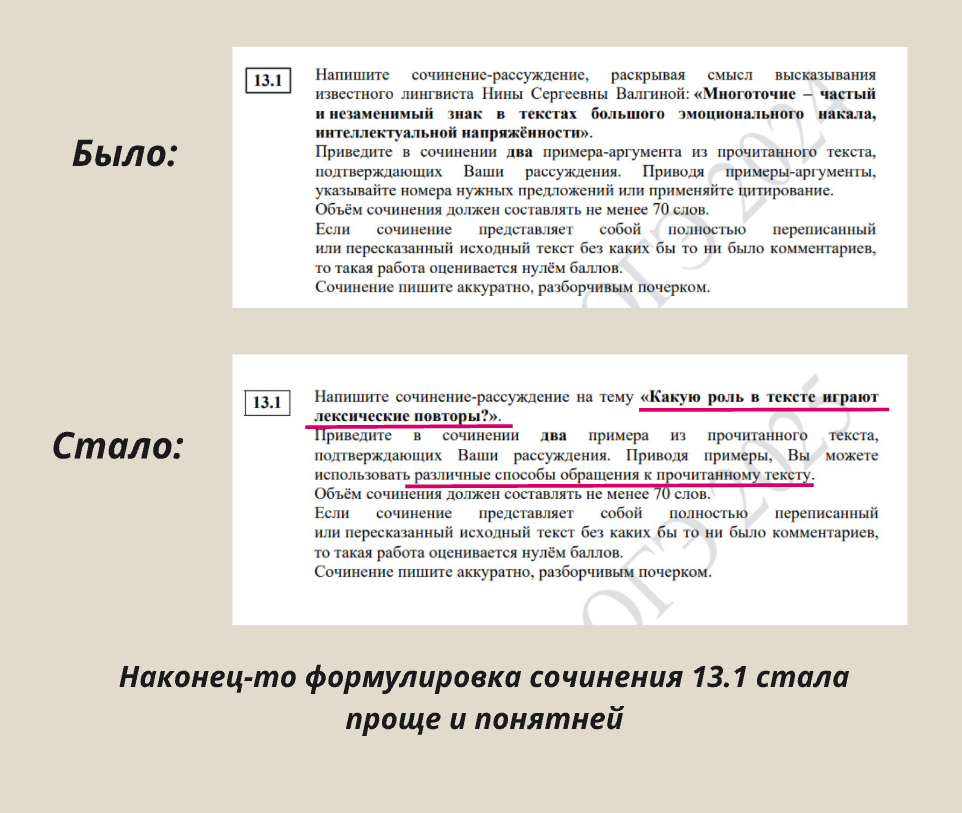 Было:
13.1
Напишите сочинение-рассуждение, раскрывая смысл высказывания
известного лингвиста Нины Сергеевны Валгиной: «Многоточие – частый
и незаменимый знак в текстах большого эмоционального накала,
интеллектуальной напряжённости».
Приведите в сочинении два примера-аргумента из прочитанного текста,
подтверждающих Ваши рассуждения. Приводя примеры-аргументы,
указывайте номера нужных предложений или применяйте цитирование.
Объём сочинения должен составлять не менее 70 слов.
Если сочинение представляет собой полностью переписанный
или пересказанный исходный текст без каких бы то ни было комментариев,
то такая работа оценивается нулём баллов.
Сочинение пишите аккуратно, разборчивым почерком.
ОГЭ 2024
Стало:
13.1
Напишите сочинение-рассуждение на тему «Какую роль в тексте играют
лексические повторы?».
Приведите в сочинении два примера из прочитанного текста,
подтверждающих Ваши рассуждения. Приводя примеры, Вы можете
использовать различные способы обращения к прочитанному тексту.
Объём сочинения должен составлять не менее 70 слов.
Если сочинение представляет собой полностью переписанный
или пересказанный исходный текст без каких бы то ни было комментариев,
то такая работа оценивается нулём баллов.
Сочинение пишите аккуратно, разборчивым почерком.
ОГЭ 2025
Наконец-то формулировка сочинения 13.1 стала
проще и понятней